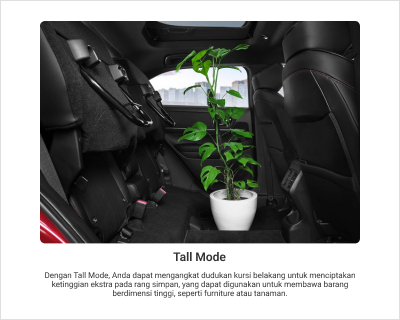 Tall Mode
Dengan Tall Mode, Anda dapat mengangkat dudukan kursi belakang untuk menciptakan
ketinggian ekstra pada rang simpan, yang dapat digunakan untuk membawa barang
berdimensi tinggi, seperti furniture atau tanaman.